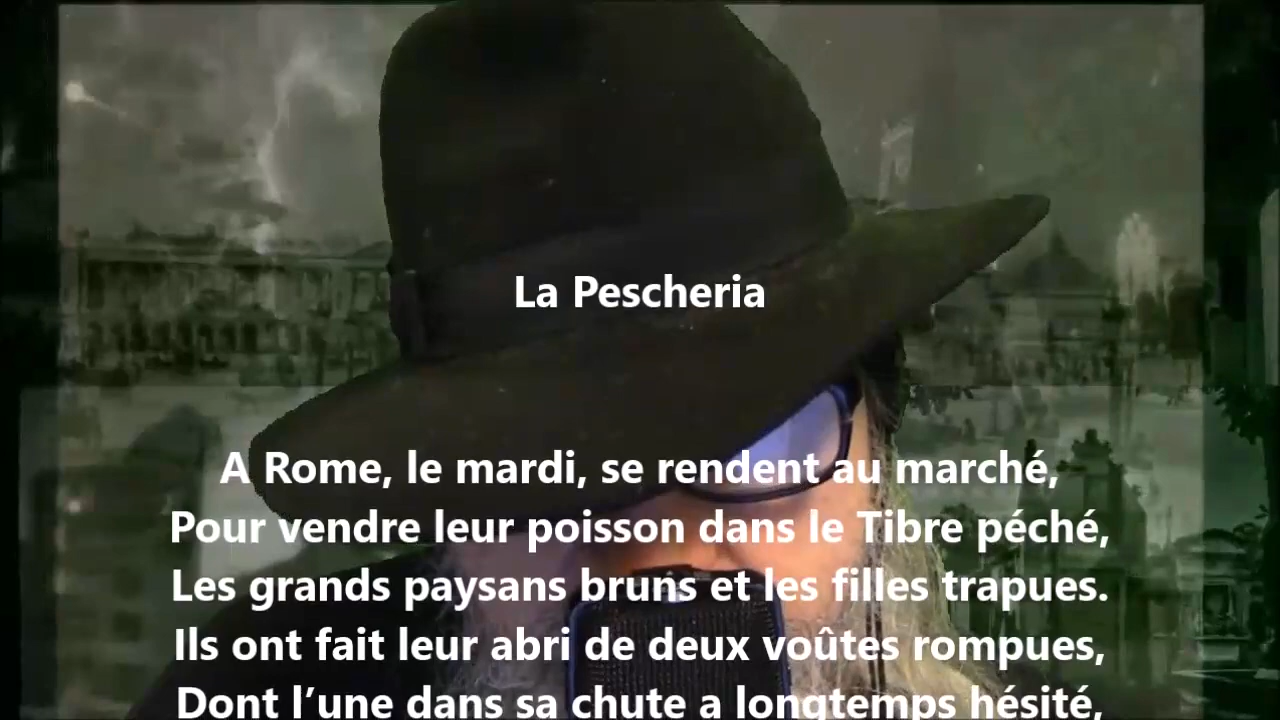 La Pescheria
A Rome, le mardi, se rendent au marché,
Pour vendre leur poisson dans le Tibre péché,
Les grands paysans bruns et les filles trapues.
Ils ont fait leur abri de deux voûtes rompues,
Dont l’une dans sa chute a longtemps hésité,